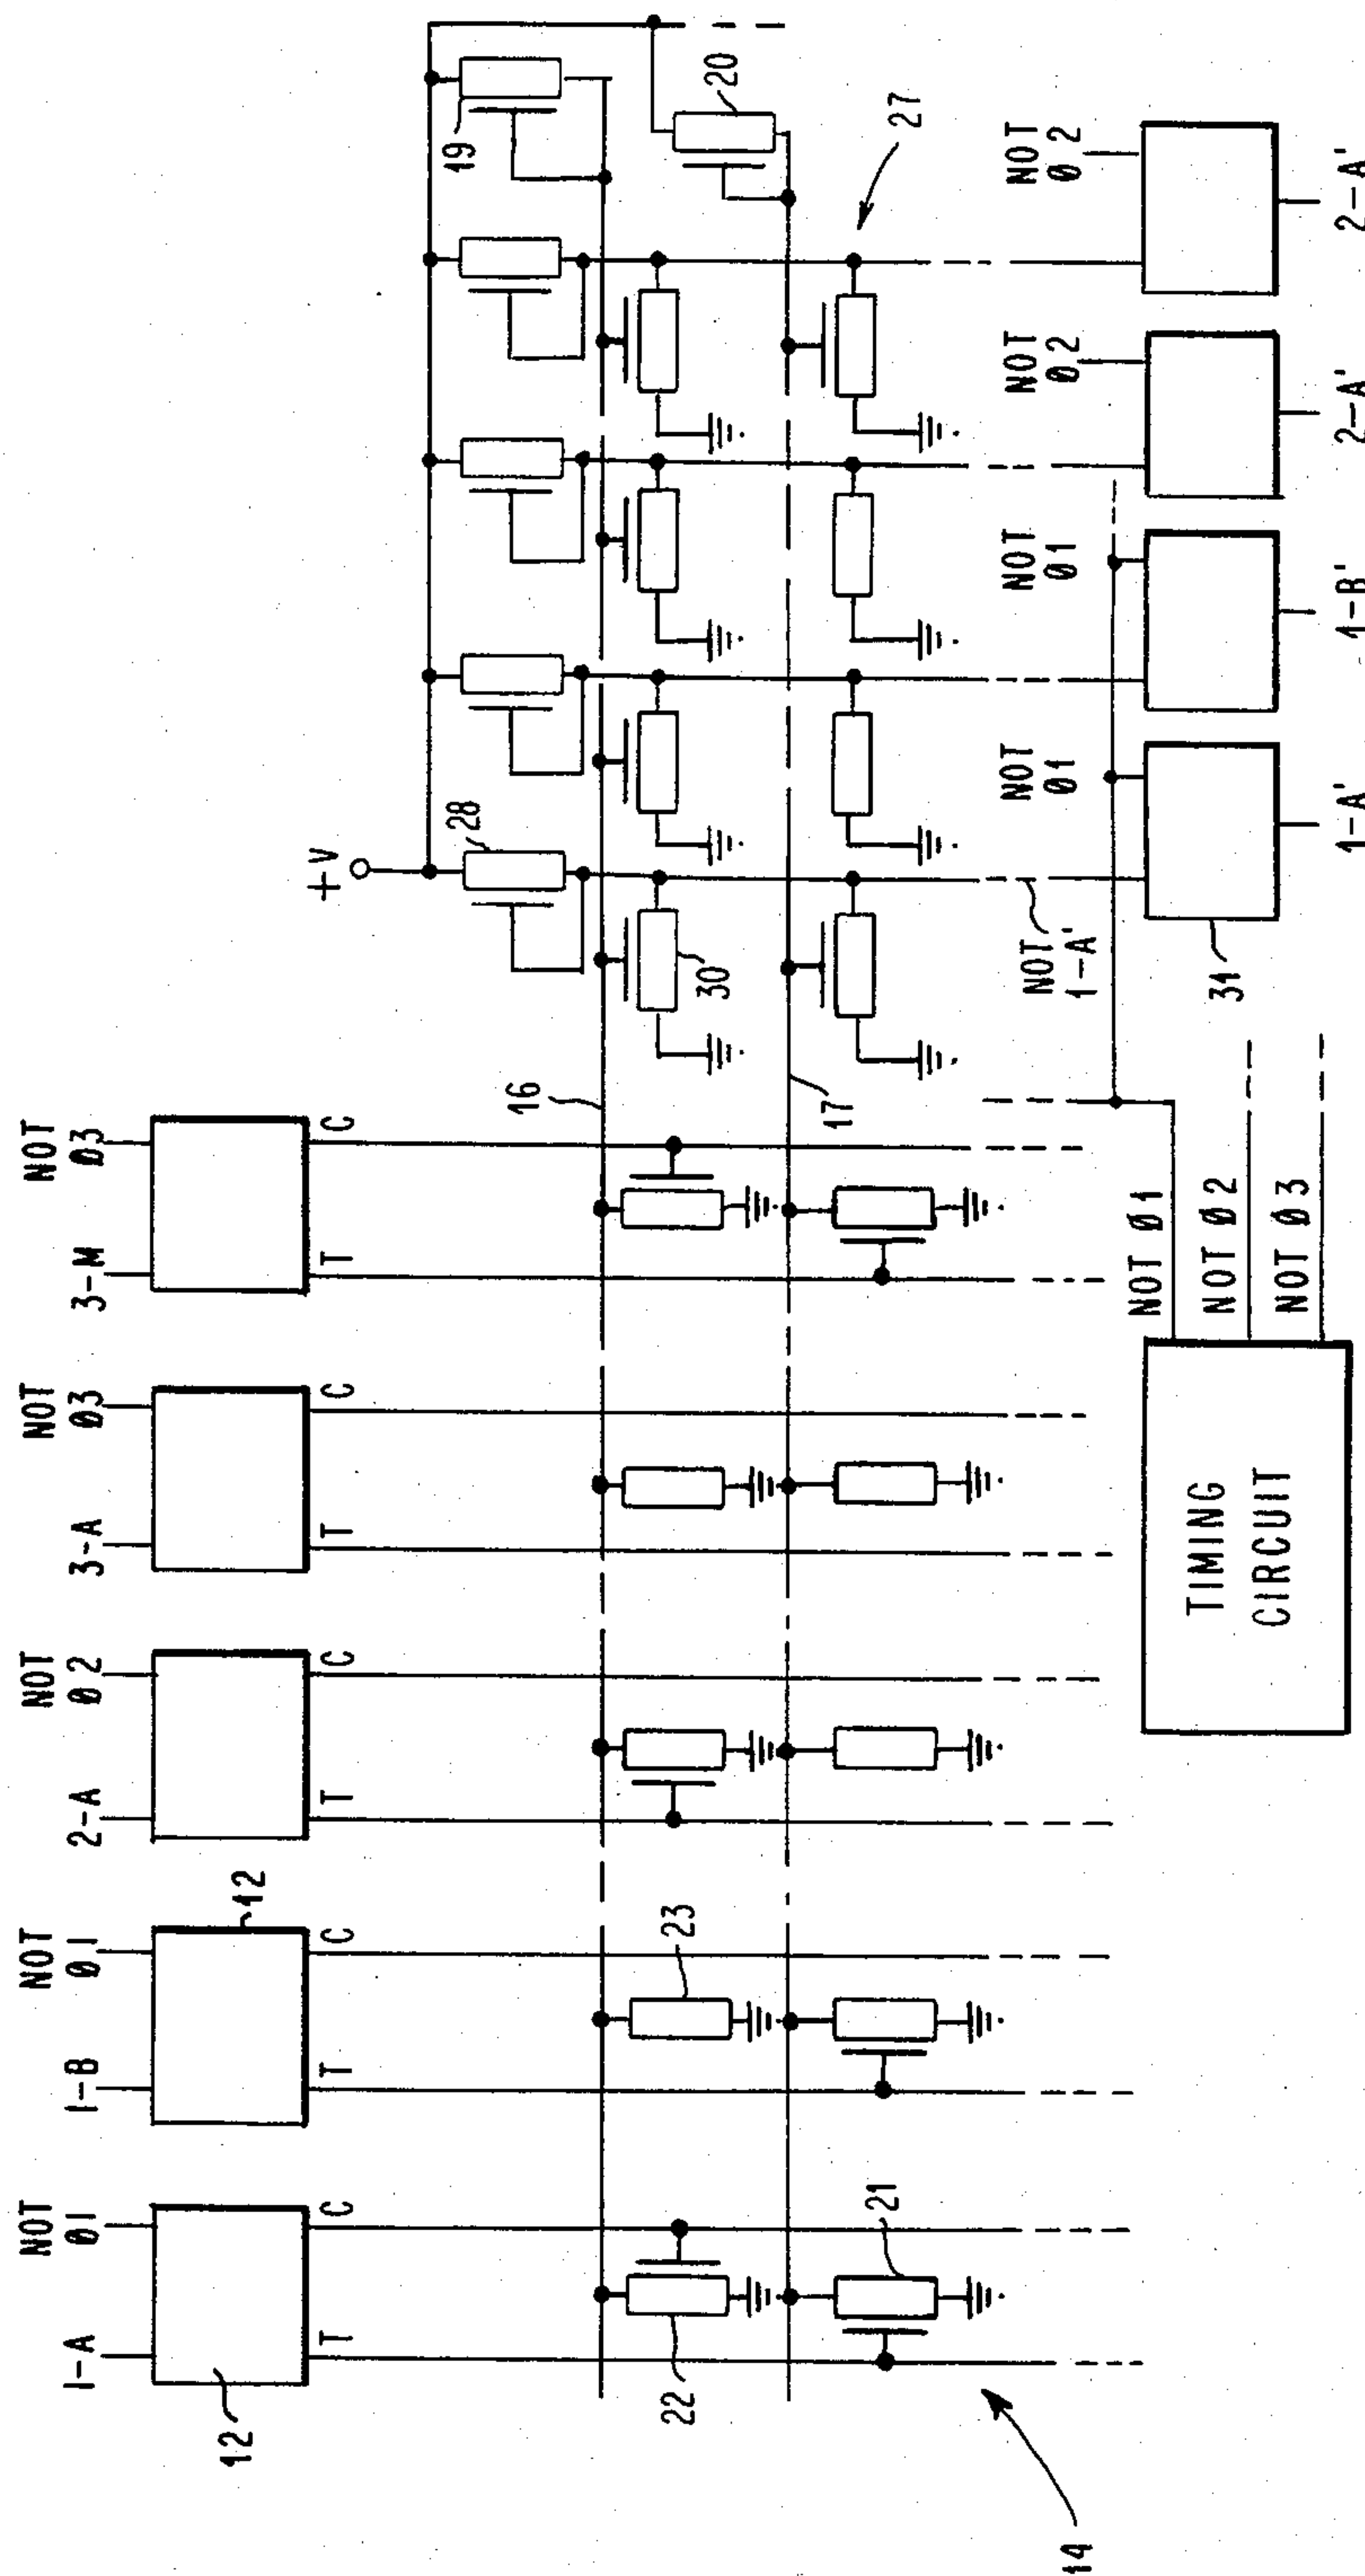 1-A
NOT
Ø1
1-B
NOT
Ø1
2-A
NOT
Ø2
3-A
NOT
Ø3
3-M
NOT
Ø3
12
12
T C
T C
T C
T C
T C
+V
28
19
16
22
23
30
20
21
17
27
14
NOT
1-A'
NOT
Ø1
NOT
Ø1
NOT
Ø2
NOT
Ø2
NOT Ø1
NOT Ø2
NOT Ø3
TIMING
CIRCUIT
31
1-A'
1-B'
2-A'
2-A'